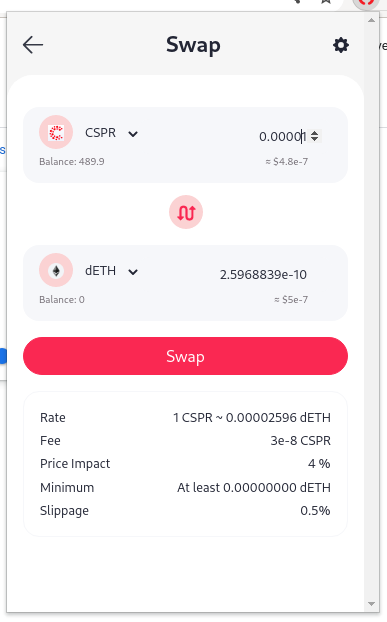 Swap
CSPR
0.00001
Balance: 489.9
≈ $4.8e-7
dETH
2.5968839e-10
Balance: 0
≈ $5e-7
Swap
Rate
1 CSPR ~ 0.00002596 dETH
Fee
3e-8 CSPR
Price Impact
4 %
Minimum
At least 0.00000000 dETH
Slippage
0.5%